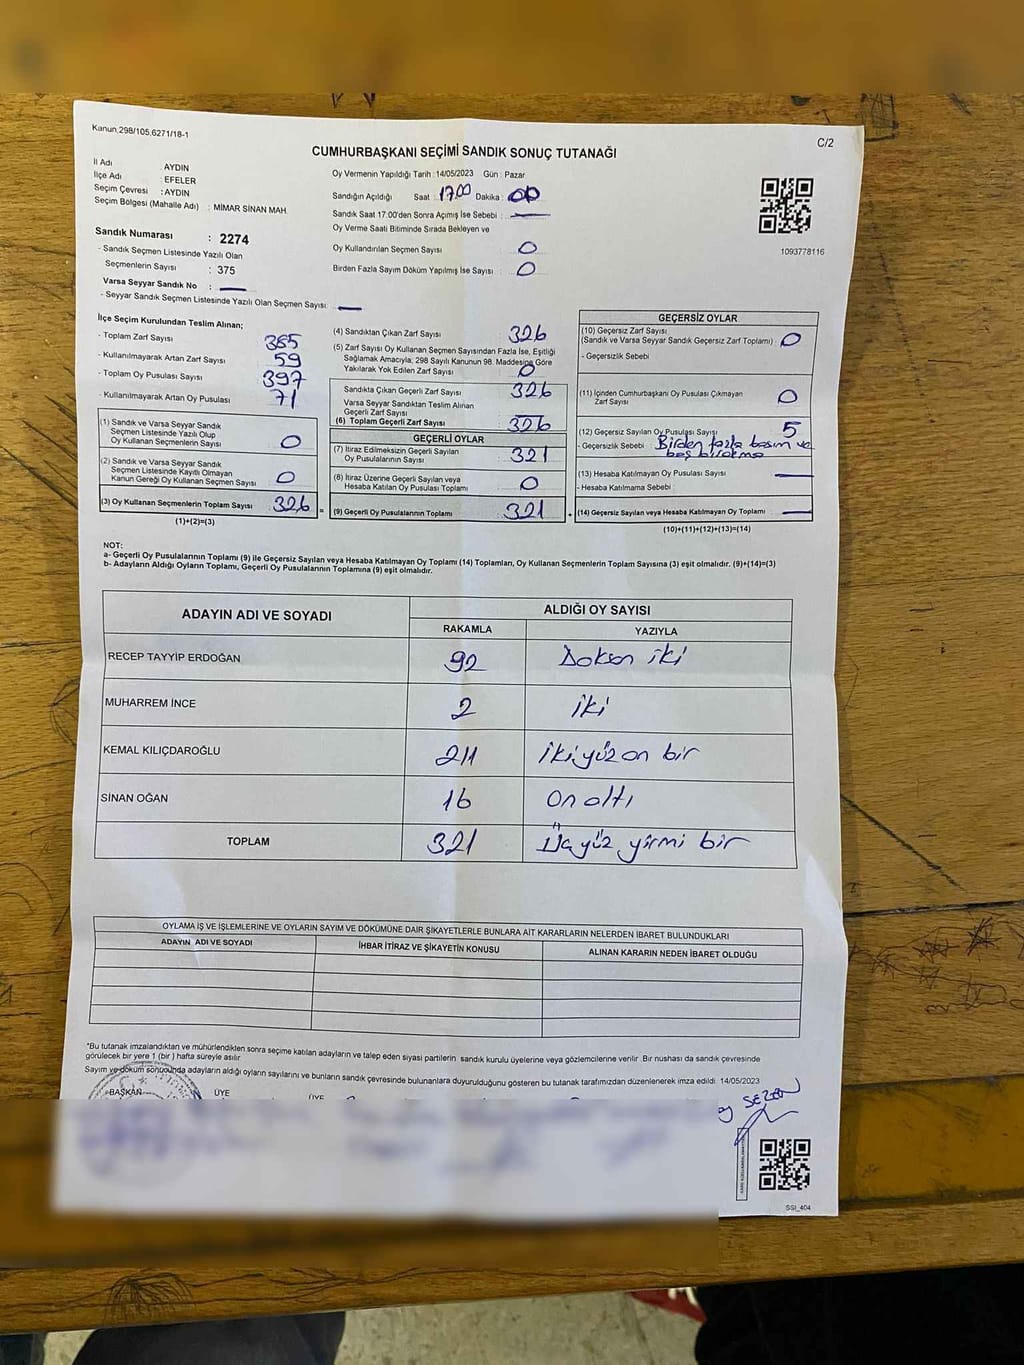 Kanun,298/105,6271/18-1
C/2
CUMHURBAŞKANI SEÇİMİ SANDIK SONUÇ TUTANAĞI
İl Adı : AYDIN
İlçe Adı : EFELER
Seçim Çevresi : AYDIN
Seçim Bölgesi (Mahalle Adı) : MİMAR SİNAN MAH.
Sandık Numarası : 2274
- Sandık Seçmen Listesinde Yazılı Olan
Seçmenlerin Sayısı : 375
Varsa Seyyar Sandık No :
- Seyyar Sandık Seçmen Listesinde Yazılı Olan Seçmen Sayısı:
Oy Vermenin Yapıldığı Tarih : 14/05/2023 Gün : Pazar
Sandığın Açıldığı Saat : 17.00 Dakika : 00
Sandık Saat 17:00'den Sonra Açımış İse Sebebi :
Oy Verme Saati Bitiminde Sırada Bekleyen ve
Oy Kullandırılan Seçmen Sayısı : 0
Birden Fazla Sayım Döküm Yapılmış İse Sayısı : 0
1093778116
İlçe Seçim Kurulundan Teslim Alınan;
- Toplam Zarf Sayısı : 385
- Kullanılmayarak Artan Zarf Sayısı : 59
- Toplam Oy Pusulası Sayısı : 397
- Kullanılmayarak Artan Oy Pusulası : 71
(1) Sandık ve Varsa Seyyar Sandık
Seçmen Listesinde Yazılı Olup
Oy Kullanan Seçmenlerin Sayısı : 0
(2) Sandık ve Varsa Seyyar Sandık
Seçmen Listesinde Kayıtlı Olmayan
Kanun Gereği Oy Kullanan Seçmen Sayısı : 0
(3) Oy Kullanan Seçmenlerin Toplam Sayısı : 326 =
(1)+(2)=(3)
(4) Sandıktan Çıkan Zarf Sayısı : 326
(5) Zarf Sayısı Oy Kullanan Seçmen Sayısından Fazla İse, Eşitliği
Sağlamak Amacıyla, 298 Sayılı Kanunun 98. Maddesine Göre
Yakılarak Yok Edilen Zarf Sayısı : 0
Sandıkta Çıkan Geçerli Zarf Sayısı : 326
Varsa Seyyar Sandıktan Teslim Alınan
Geçerli Zarf Sayısı :
(6) Toplam Geçerli Zarf Sayısı : 326
GEÇERLİ OYLAR
(7) İtiraz Edilmeksizin Geçerli Sayılan
Oy Pusulalarının Sayısı : 321
(8) İtiraz Üzerine Geçerli Sayılan veya
Hesaba Katılan Oy Pusulası Toplamı : 0
(9) Geçerli Oy Pusulalarının Toplamı : 321 +
GEÇERSİZ OYLAR
(10) Geçersiz Zarf Sayısı
(Sandık ve Varsa Seyyar Sandık Geçersiz Zarf Toplamı) : 0
- Geçersizlik Sebebi :
(11) İçinden Cumhurbaşkanı Oy Pusulası Çıkmayan
Zarf Sayısı : 0
(12) Geçersiz Sayılan Oy Pusulası Sayısı : 5
- Geçersizlik Sebebi : Birden fazla basım ve
boş bırakma
(13) Hesaba Katılmayan Oy Pusulası Sayısı :
- Hesaba Katılmama Sebebi :
(14) Geçersiz Sayılan veya Hesaba Katılmayan Oy Toplamı :
(10)+(11)+(12)+(13)=(14)
NOT:
a- Geçerli Oy Pusulalarının Toplamı (9) ile Geçersiz Sayılan veya Hesaba Katılmayan Oy Toplamı (14) Toplamları, Oy Kullanan Seçmenlerin Toplam Sayısına (3) eşit olmalıdır. (9)+(14)=(3)
b- Adayların Aldığı Oyların Toplamı, Geçerli Oy Pusulalarının Toplamına (9) eşit olmalıdır.
ADAYIN ADI VE SOYADI ALDIĞI OY SAYISI
RAKAMLA YAZIYLA
RECEP TAYYİP ERDOĞAN 92 Doksan iki
MUHARREM İNCE 2 iki
KEMAL KILIÇDAROĞLU 211 İkiyüz on bir
SİNAN OĞAN 16 On altı
TOPLAM 321 Üçyüz yirmi bir
OYLAMA İŞ VE İŞLEMLERİNE VE OYLARIN SAYIM VE DÖKÜMÜNE DAİR ŞİKAYETLERLE BUNLARA AİT KARARLARIN NELERDEN İBARET BULUNDUKLARI
ADAYIN ADI VE SOYADI İHBAR İTİRAZ VE ŞİKAYETİN KONUSU ALINAN KARARIN NEDEN İBARET OLDUĞU
"Bu tutanak imzalandıktan ve mühürlendikten sonra seçime katılan adayların ve talep eden siyasi partilerin sandık kurulu üyelerine veya gözlemcilerine verilir. Bir nushası da sandık çevresinde
görülecek bir yere 1 (bir ) hafta süreyle asılır.
Sayım ve döküm sonucunda adayların aldığı oyların sayılarını ve bunların sandık çevresinde bulunanlara duyurulduğunu gösteren bu tutanak tarafımızdan düzenlenerek imza edildi. 14/05/2023
BAŞKAN ÜYE ÜYE
SEZEN
SSI_404